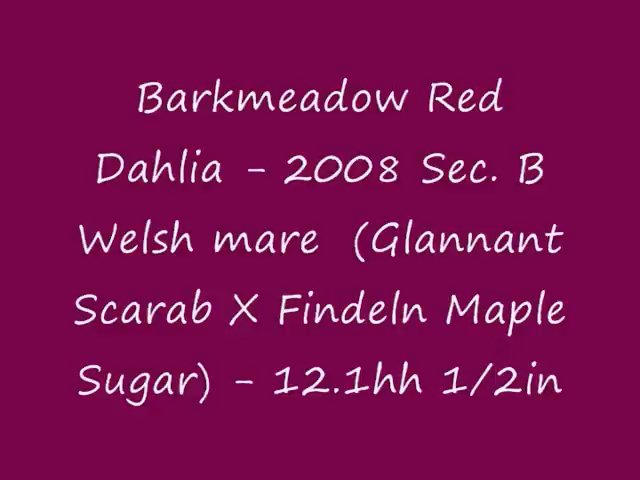 Barkmeadow Red
Dahlia - 2008 Sec. B
Welsh mare  (Glannant
Scarab X Findeln Maple
Sugar) - 12.1hh 1/2in